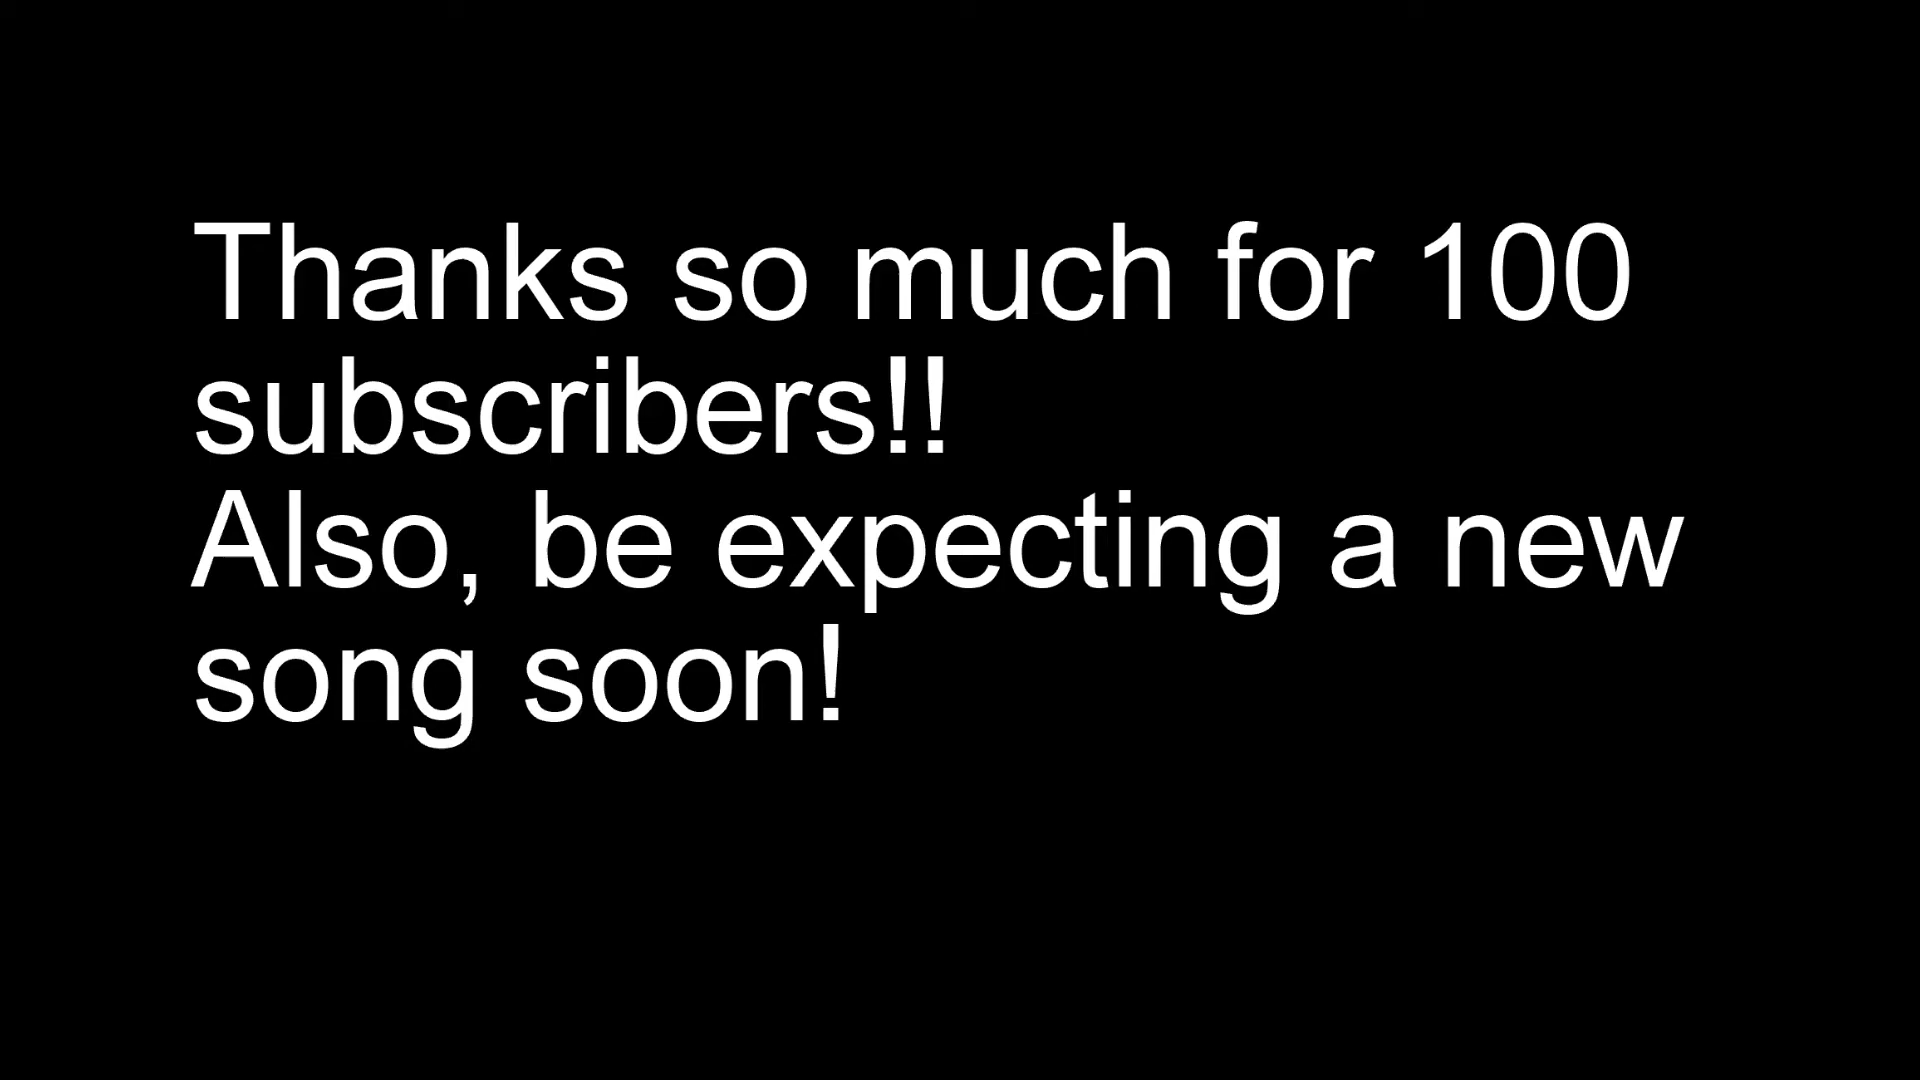 Thanks so much for 100
subscribers!!
Also, be expecting a new
song soon!